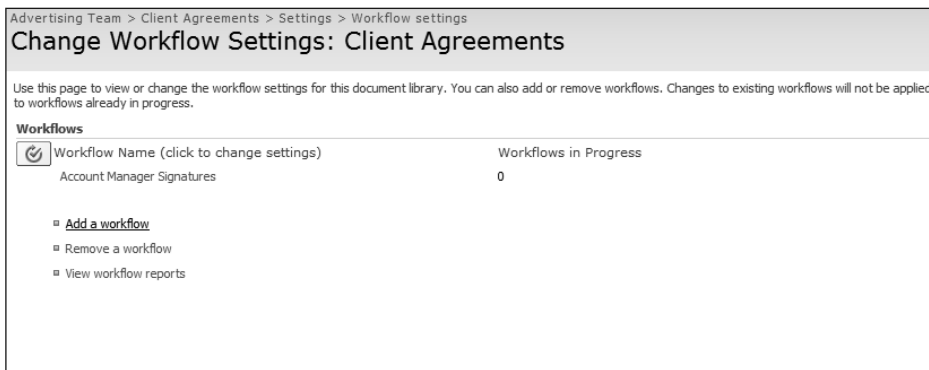 Advertising Team > Client Agreements > Settings > Workflow settings
Change Workflow Settings: Client Agreements
Use this page to view or change the workflow settings for this document library. You can also add or remove workflows. Changes to existing workflows will not be applied
to workflows already in progress.
Workflows
Workflow Name (click to change settings) Workflows in Progress
Account Manager Signatures 0
Add a workflow
Remove a workflow
View workflow reports